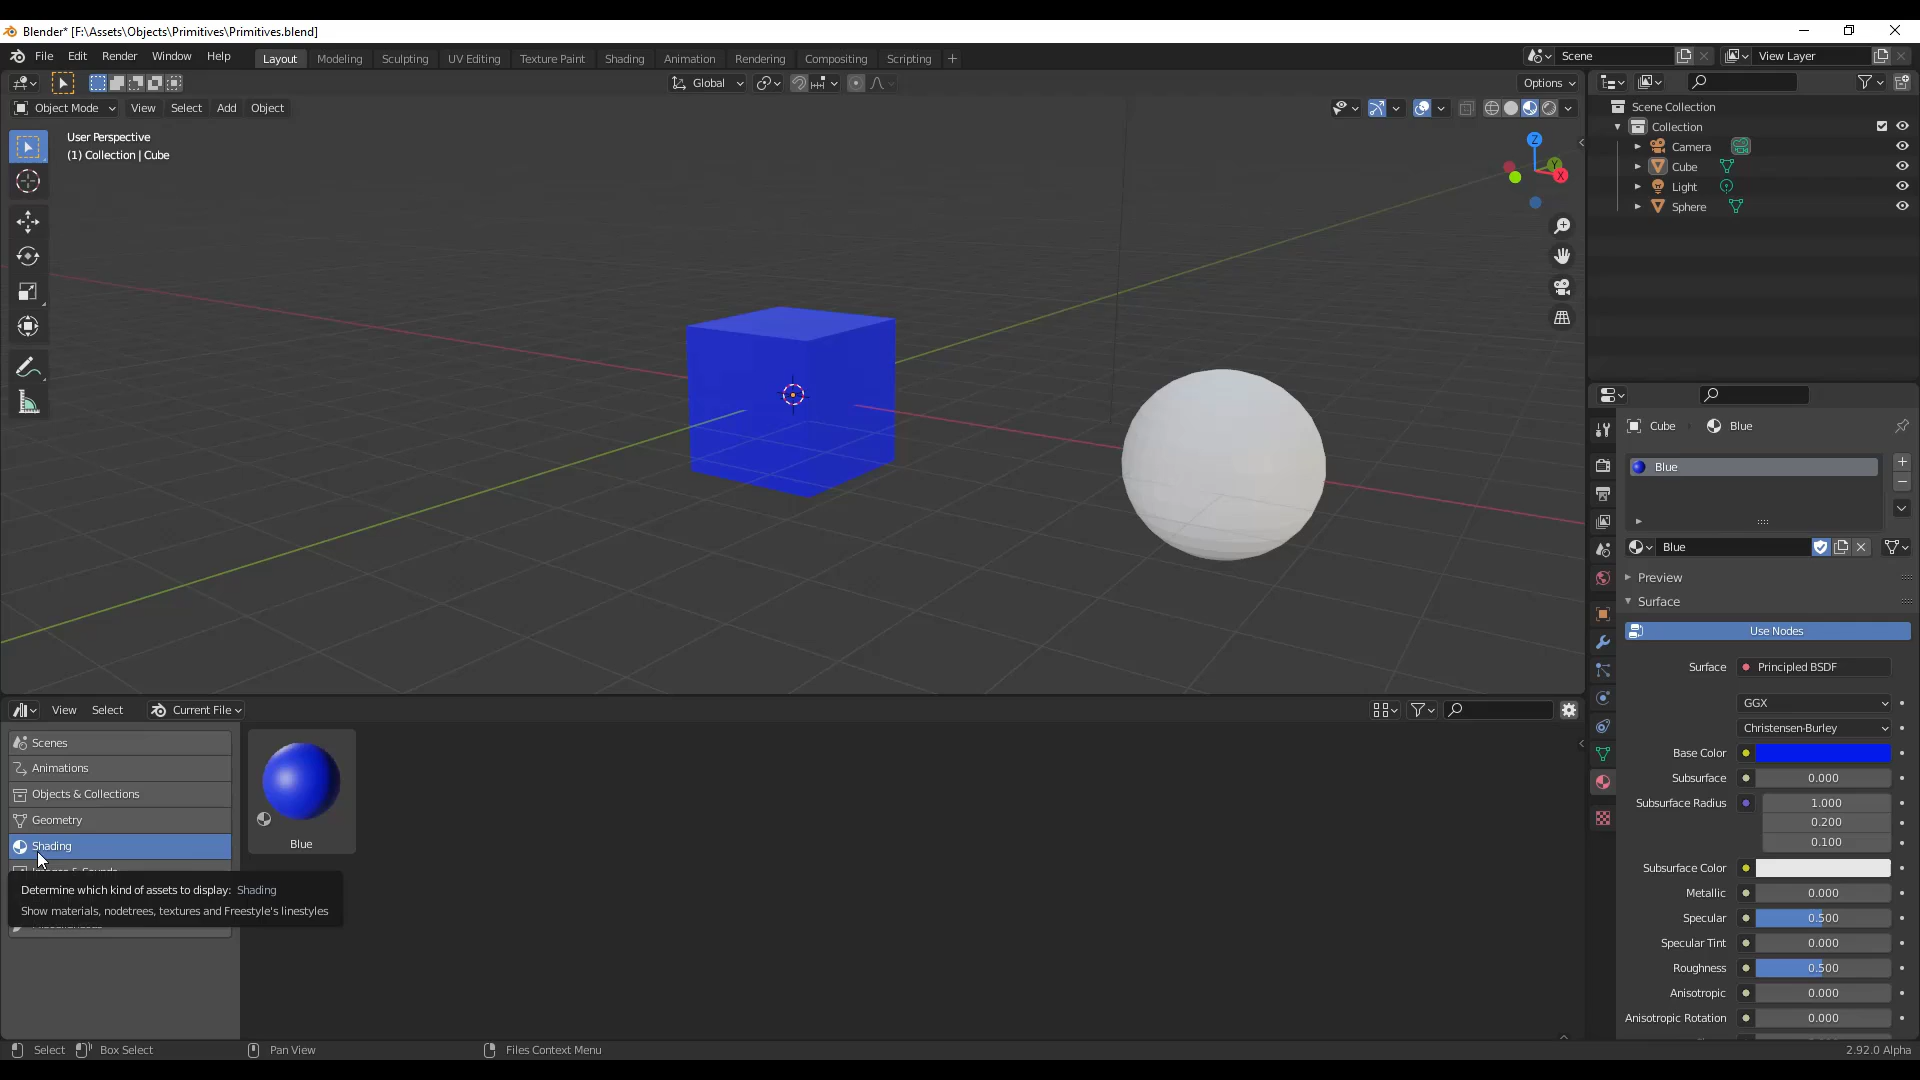 Blender* [F:\Assets\Objects\Primitives\Primitives.blend]
File Edit Render Window Help
Layout Modeling Sculpting UV Editing Texture Paint Shading Animation Rendering Compositing Scripting +
Scene
View Layer
Global
Options
Object Mode View Select Add Object
User Perspective
(1) Collection | Cube
Z
Y
X
Scene Collection
Collection
Camera
Cube
Light
Sphere
Cube Blue
Blue
Blue
Preview
Surface
Use Nodes
Surface Principled BSDF
GGX
Christensen-Burley
Base Color
Subsurface 0.000
Subsurface Radius 1.000
0.200
0.100
Subsurface Color
Metallic 0.000
Specular 0.500
Specular Tint 0.000
Roughness 0.500
Anisotropic 0.000
Anisotropic Rotation 0.000
View Select Current File
Scenes
Animations
Objects & Collections
Geometry
Shading
Blue
Determine which kind of assets to display: Shading
Show materials, nodetrees, textures and Freestyle's linestyles
Select Box Select Pan View Files Context Menu
2.92.0 Alpha